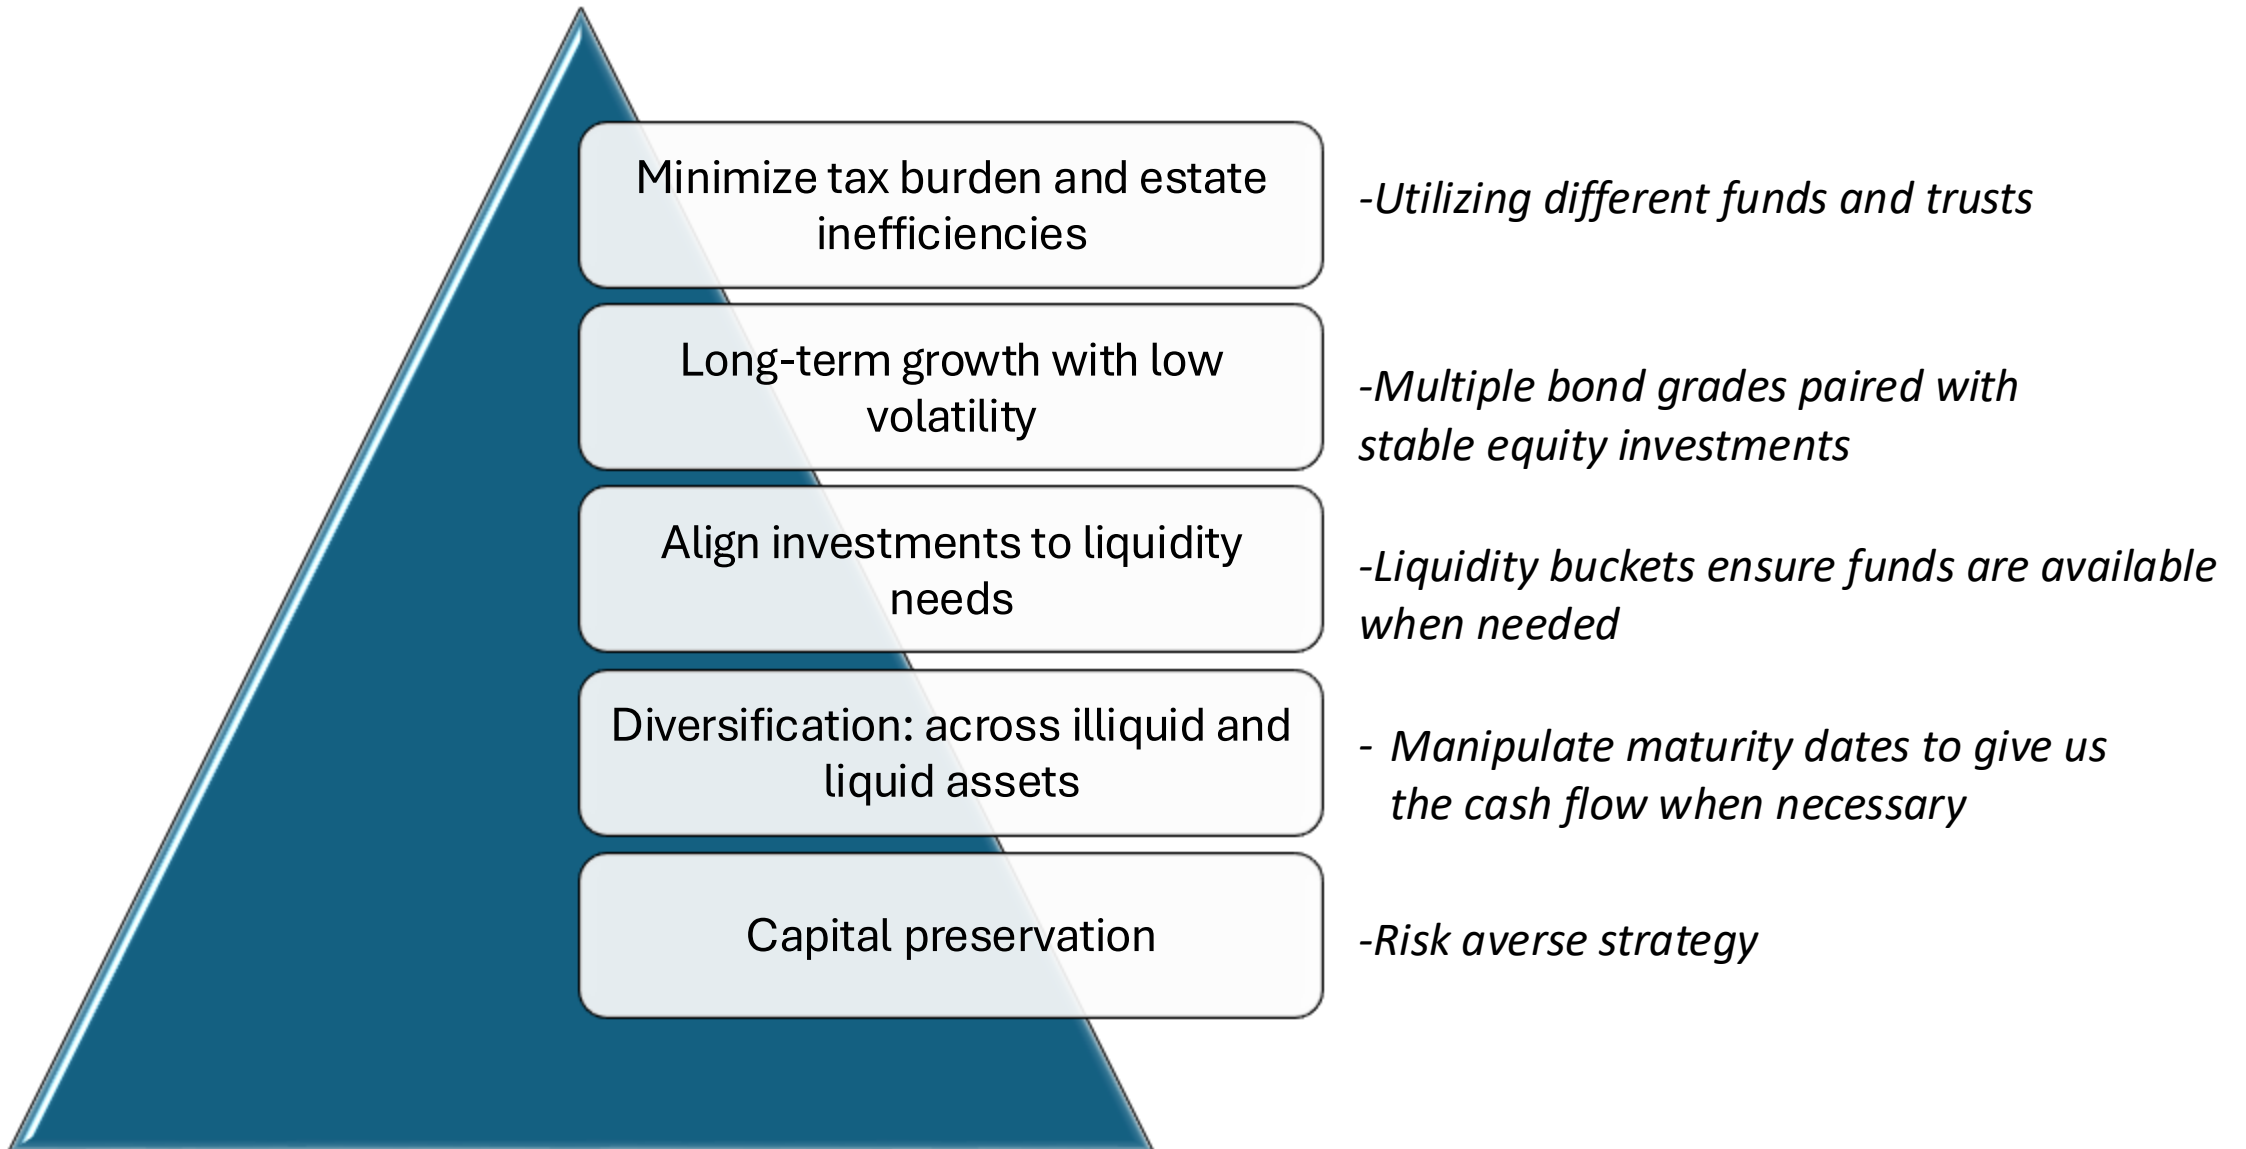 Minimize tax burden and estate
inefficiencies
-Utilizing different funds and trusts
Long-term growth with low
volatility
-Multiple bond grades paired with
stable equity investments
Align investments to liquidity
needs
-Liquidity buckets ensure funds are available
when needed
Diversification: across illiquid and
liquid assets
- Manipulate maturity dates to give us
the cash flow when necessary
Capital preservation
-Risk averse strategy